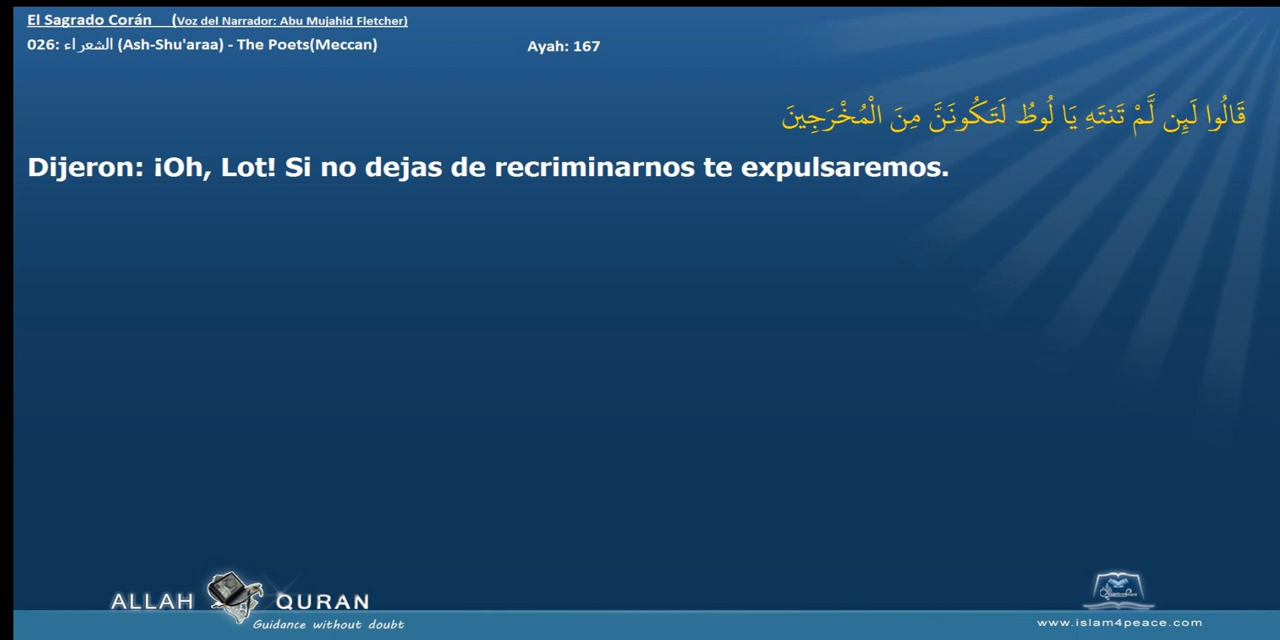 El Sagrado Corán (Voz del Narrador: Abu Mujahid Fletcher)
026: الشعراء (Ash-Shu'araa) - The Poets(Meccan) Ayah: 167
قَالُوا لَئِن لَّمْ تَنتَهِ يَا لُوطُ لَتَكُونَنَّ مِنَ الْمُخْرَجِينَ
Dijeron: ¡Oh, Lot! Si no dejas de recriminarnos te expulsaremos.
ALLAH QURAN
Guidance without doubt
www.islam4peace.com